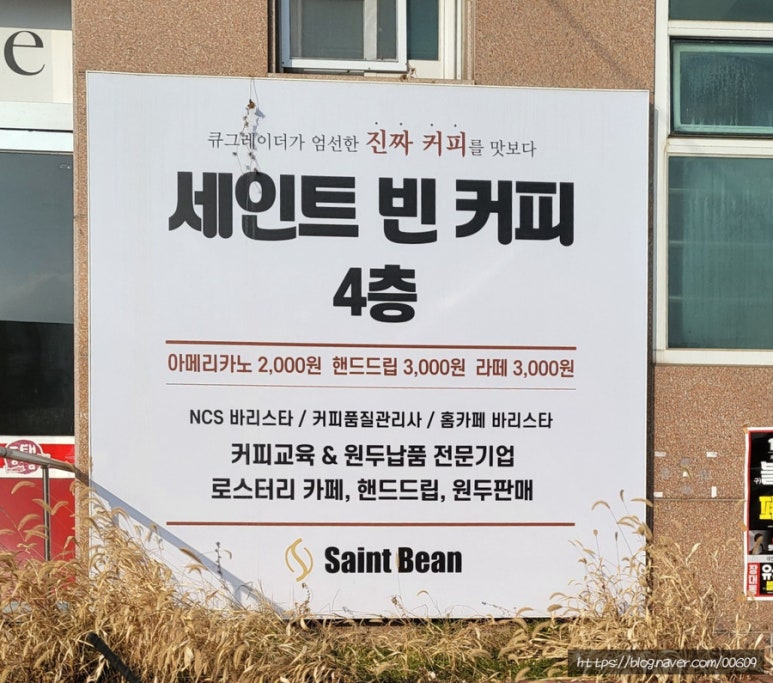 e
큐그레이더가 엄선한 진짜 커피를 맛보다
세인트 빈 커피
4층
아메리카노 2,000원 핸드드립 3,000원 라떼 3,000원
NCS 바리스타 / 커피품질관리사 / 홈카페 바리스타
커피교육 & 원두납품 전문기업
로스터리 카페, 핸드드립, 원두판매
Saint Bean
https://blog.naver.com/00609